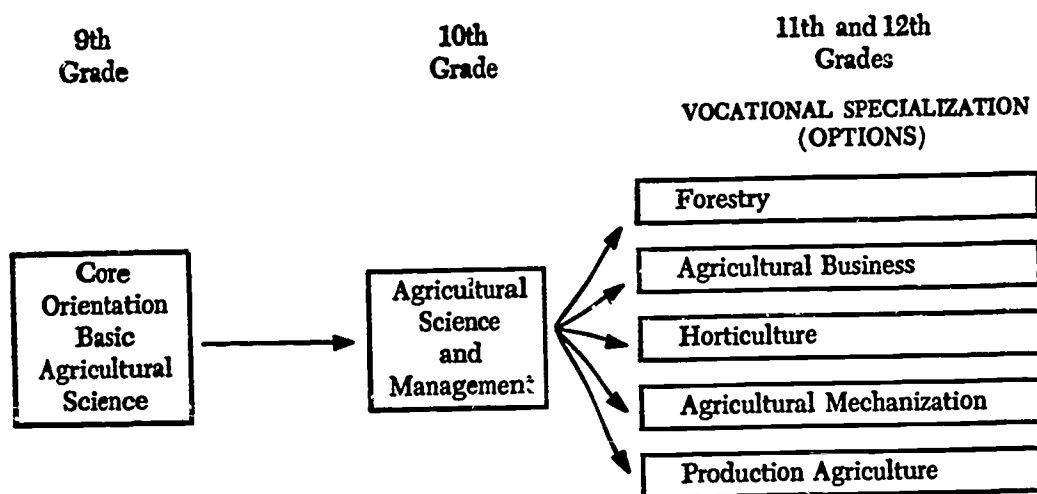 9th
Grade
10th
Grade
11th and 12th
Grades
VOCATIONAL SPECIALIZATION
(OPTIONS)
Core
Orientation
Basic
Agricultural
Science
Agricultural
Science
and
Management
Forestry
Agricultural Business
Horticulture
Agricultural Mechanization
Production Agriculture